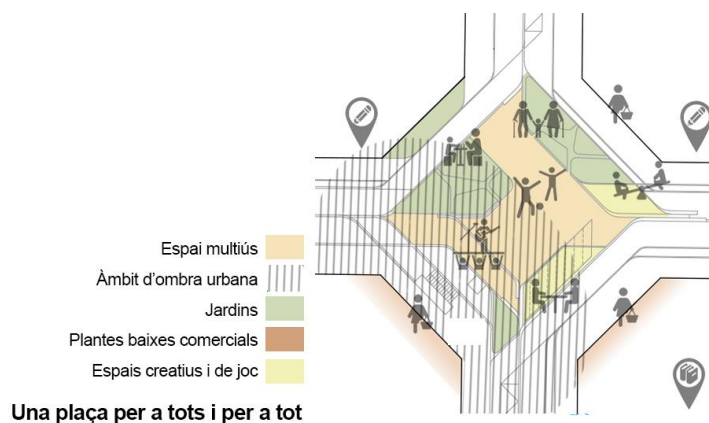 Espai multiús
Àmbit d'ombra urbana
Jardins
Plantes baixes comercials
Espais creatius i de joc
Una plaça per a tots i per a tot